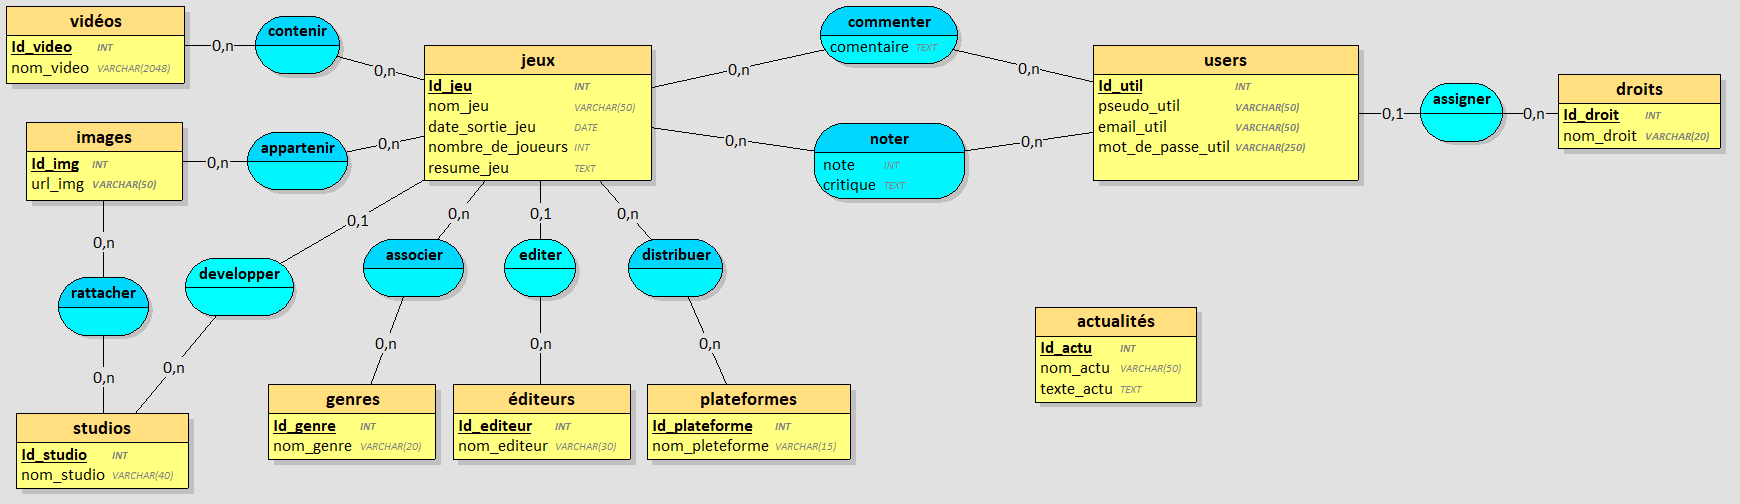 vidéos
Id_video INT
nom_video VARCHAR(2048)
0,n
contenir
0,n
images
Id_img INT
url_img VARCHAR(50)
0,n
appartenir
0,n
jeux
Id_jeu INT
nom_jeu VARCHAR(50)
date_sortie_jeu DATE
nombre_de_joueurs INT
resume_jeu TEXT
0,n
commenter
comentaire TEXT
0,n
0,n
noter
note INT
critique TEXT
0,n
users
Id_util INT
pseudo_util VARCHAR(50)
email_util VARCHAR(50)
mot_de_passe_util VARCHAR(250)
0,1
assigner
0,n
droits
Id_droit INT
nom_droit VARCHAR(20)
0,n
rattacher
0,n
0,1
developper
0,n
studios
Id_studio INT
nom_studio VARCHAR(40)
0,n
associer
0,n
genres
Id_genre INT
nom_genre VARCHAR(20)
0,1
editer
0,n
éditeurs
Id_editeur INT
nom_editeur VARCHAR(30)
0,n
distribuer
0,n
plateformes
Id_plateforme INT
nom_pleteforme VARCHAR(15)
actualités
Id_actu INT
nom_actu VARCHAR(50)
texte_actu TEXT